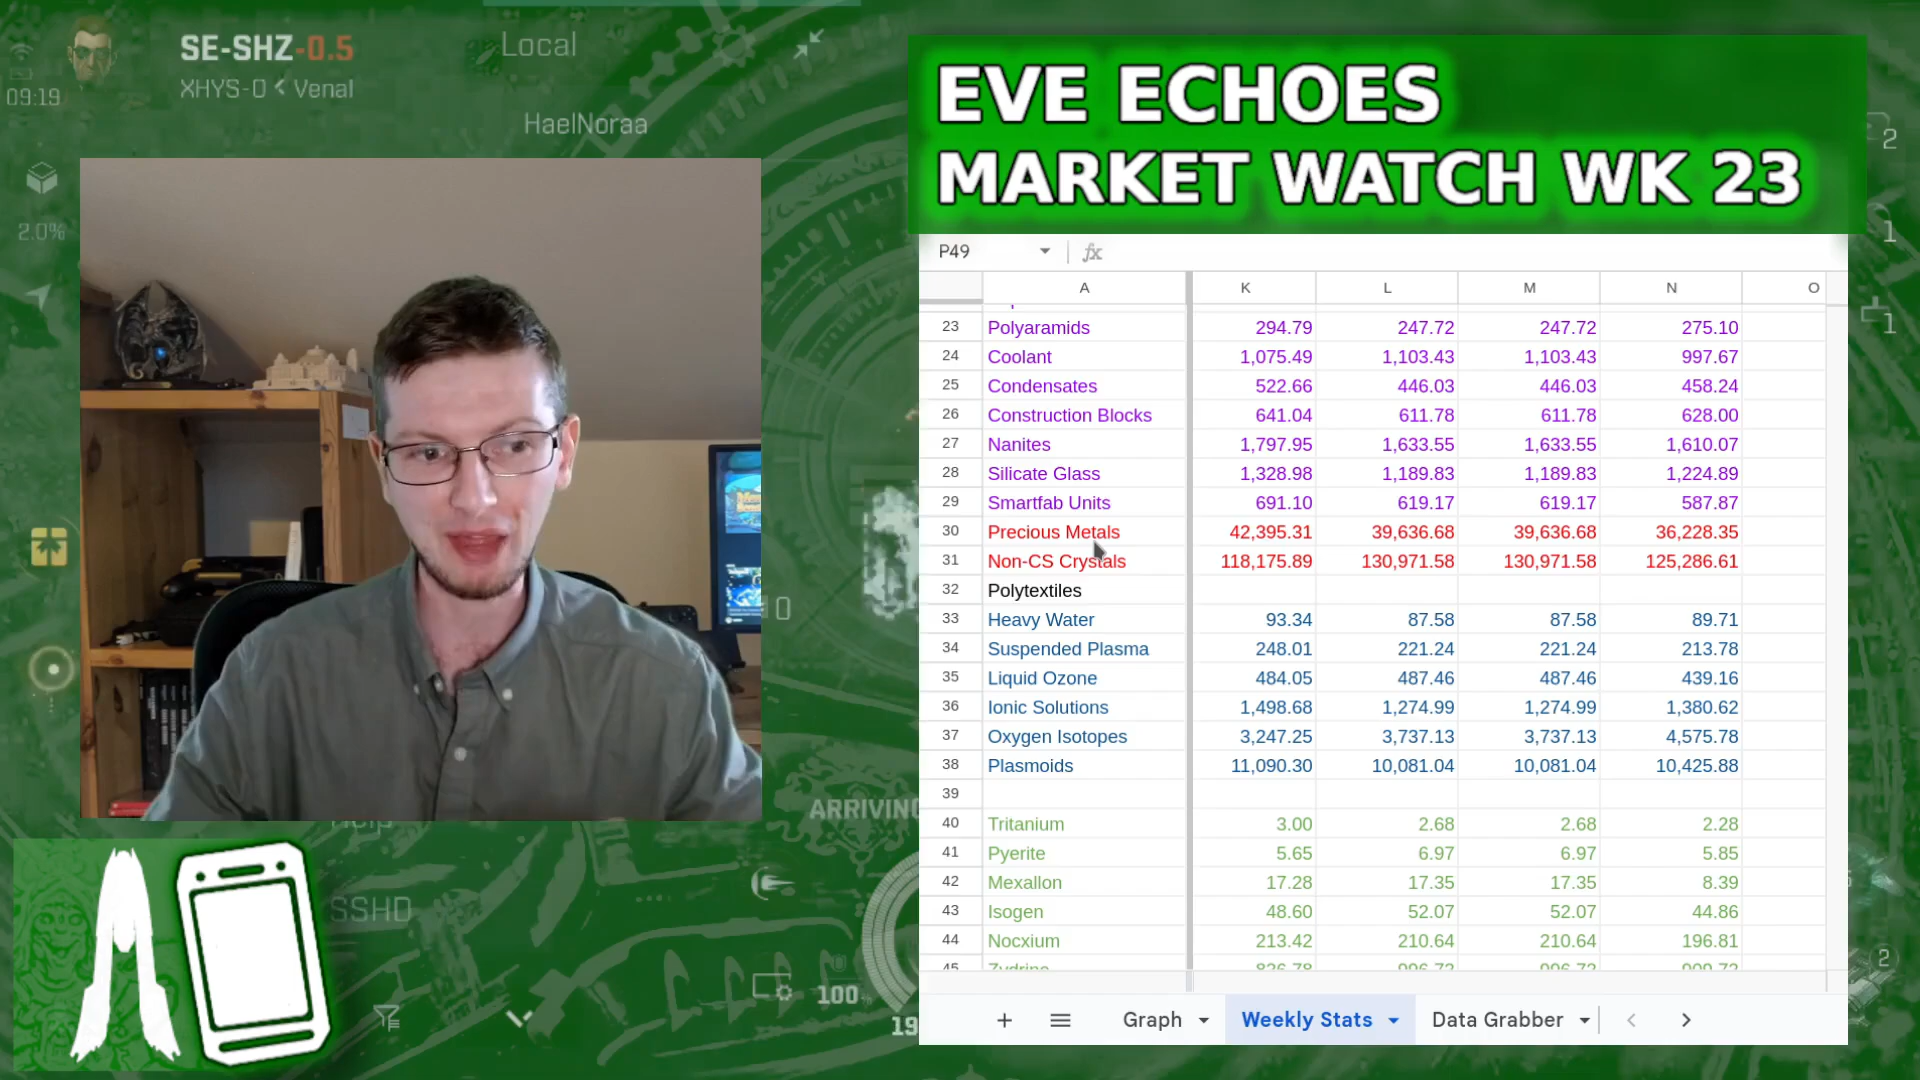 SE-SHZ-0.5
XHYS-O < Venal
09:19
Local
HaelNoraa
2.0%
EVE ECHOES
MARKET WATCH WK 23
2
1
1
P49 fx
A K L M N O
23 Polyaramids 294.79 247.72 247.72 275.10
24 Coolant 1,075.49 1,103.43 1,103.43 997.67
25 Condensates 522.66 446.03 446.03 458.24
26 Construction Blocks 641.04 611.78 611.78 628.00
27 Nanites 1,797.95 1,633.55 1,633.55 1,610.07
28 Silicate Glass 1,328.98 1,189.83 1,189.83 1,224.89
29 Smartfab Units 691.10 619.17 619.17 587.87
30 Precious Metals 42,395.31 39,636.68 39,636.68 36,228.35
31 Non-CS Crystals 118,175.89 130,971.58 130,971.58 125,286.61
32 Polytextiles
33 Heavy Water 93.34 87.58 87.58 89.71
34 Suspended Plasma 248.01 221.24 221.24 213.78
35 Liquid Ozone 484.05 487.46 487.46 439.16
36 Ionic Solutions 1,498.68 1,274.99 1,274.99 1,380.62
37 Oxygen Isotopes 3,247.25 3,737.13 3,737.13 4,575.78
38 Plasmoids 11,090.30 10,081.04 10,081.04 10,425.88
39
40 Tritanium 3.00 2.68 2.68 2.28
41 Pyerite 5.65 6.97 6.97 5.85
42 Mexallon 17.28 17.35 17.35 8.39
43 Isogen 48.60 52.07 52.07 44.86
44 Nocxium 213.42 210.64 210.64 196.81
ARRIVING
SSHD
100
19
2
+ Graph Weekly Stats Data Grabber